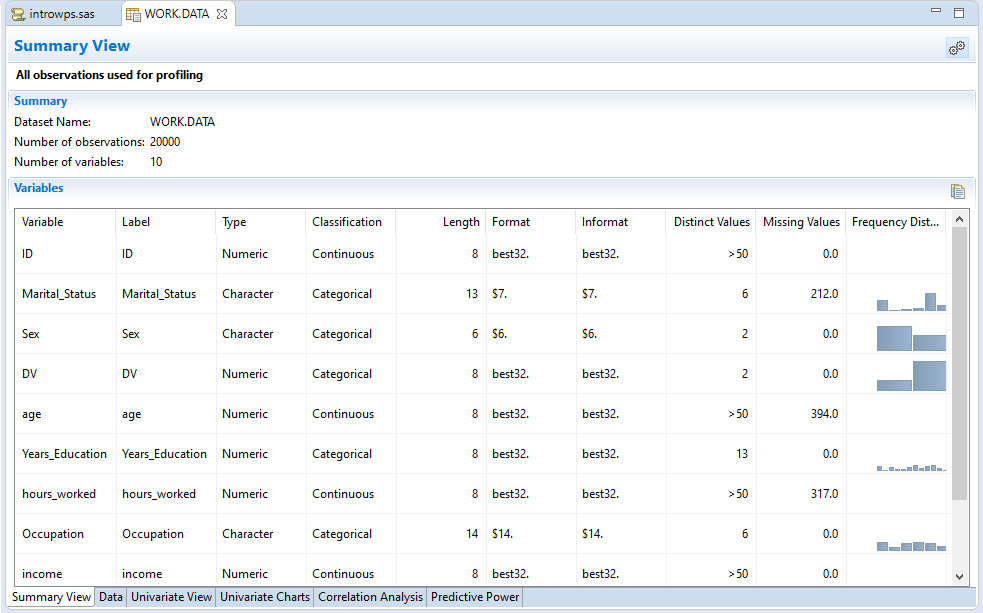 introwps.sas WORK.DATA
Summary View
All observations used for profiling
Summary
Dataset Name: WORK.DATA
Number of observations: 20000
Number of variables: 10
Variables
Variable Label Type Classification Length Format Informat Distinct Values Missing Values Frequency Dist...
ID ID Numeric Continuous 8 best32. best32. >50 0.0
Marital_Status Marital_Status Character Categorical 13 $7. $7. 6 212.0
Sex Sex Character Categorical 6 $6. $6. 2 0.0
DV DV Numeric Categorical 8 best32. best32. 2 0.0
age age Numeric Continuous 8 best32. best32. >50 394.0
Years_Education Years_Education Numeric Categorical 8 best32. best32. 13 0.0
hours_worked hours_worked Numeric Continuous 8 best32. best32. >50 317.0
Occupation Occupation Character Categorical 14 $14. $14. 6 0.0
income income Numeric Continuous 8 best32. best32. >50 0.0
Summary View Data Univariate View Univariate Charts Correlation Analysis Predictive Power